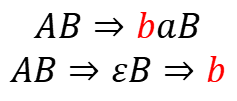 AB ⇒ baB
AB ⇒ εB ⇒ b